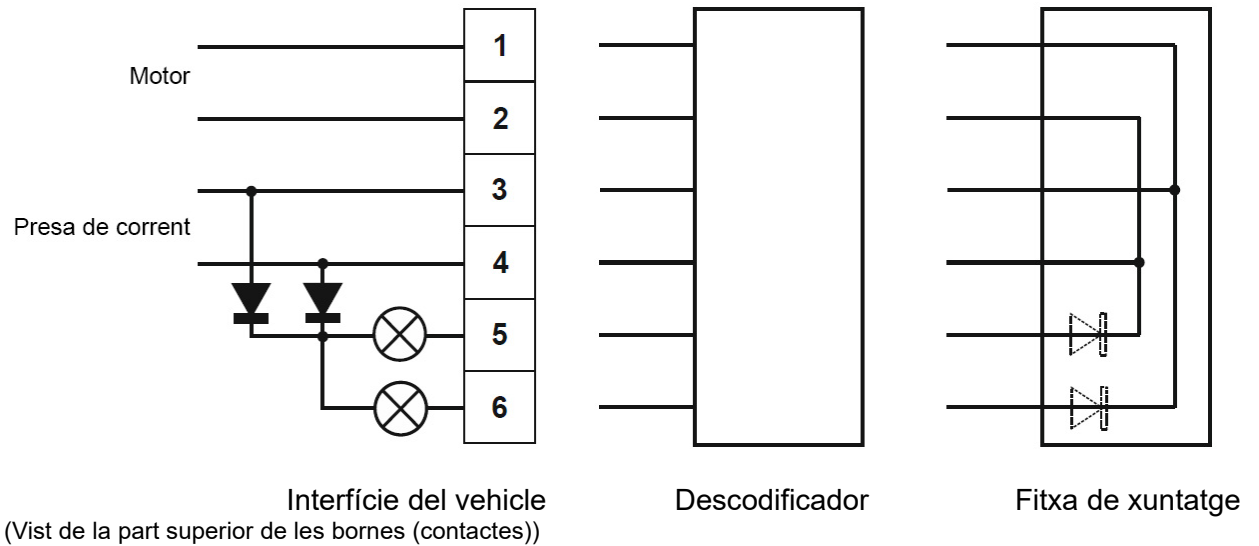 1
Motor
2
3
Presa de corrent
4
5
6
Interfície del vehicle
(Vist de la part superior de les bornes (contactes))
Descodificador
Fitxa de xuntatge